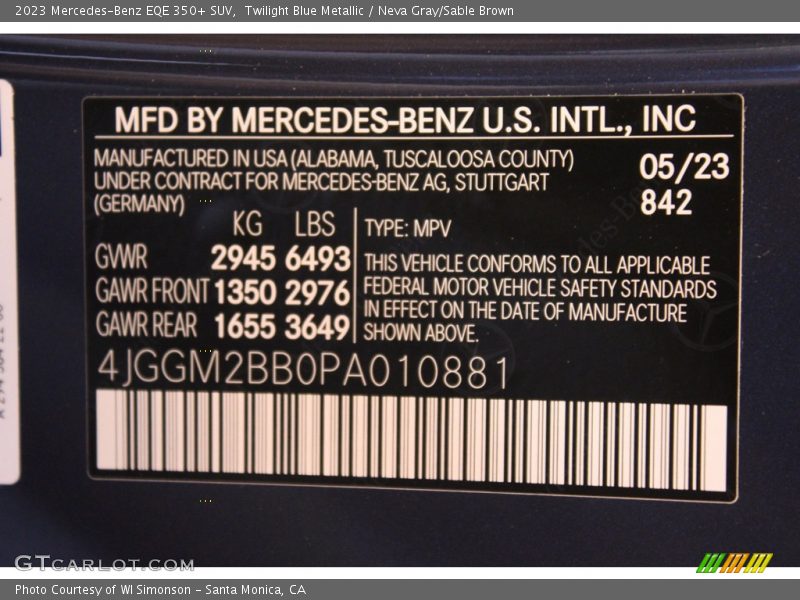 2023 Mercedes-Benz EQE 350+ SUV, Twilight Blue Metallic / Neva Gray/Sable Brown
MFD BY MERCEDES-BENZ U.S. INTL., INC
MANUFACTURED IN USA (ALABAMA, TUSCALOOSA COUNTY)
UNDER CONTRACT FOR MERCEDES-BENZ AG, STUTTGART
(GERMANY)
05/23
842
KG LBS
GVWR 2945 6493
GAWR FRONT 1350 2976
GAWR REAR 1655 3649
TYPE: MPV
THIS VEHICLE CONFORMS TO ALL APPLICABLE
FEDERAL MOTOR VEHICLE SAFETY STANDARDS
IN EFFECT ON THE DATE OF MANUFACTURE
SHOWN ABOVE.
4JGGM2BB0PA010881
GTCARLOT.COM
Photo Courtesy of WI Simonson - Santa Monica, CA